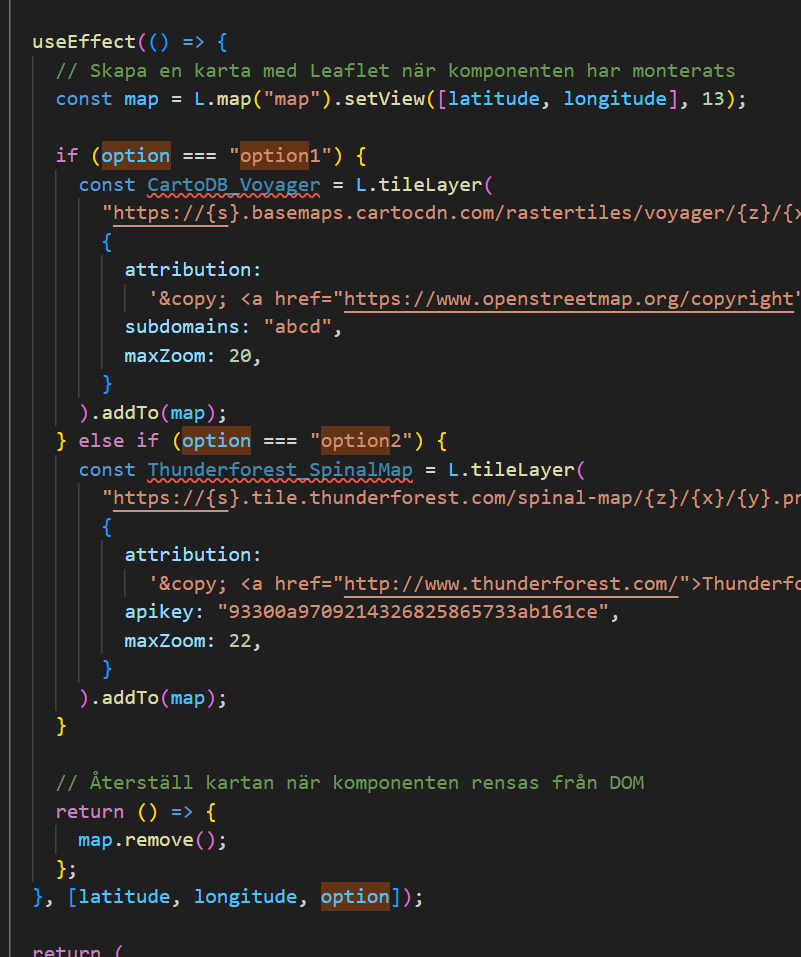 useEffect(() => {
// Skapa en karta med Leaflet när komponenten har monterats
const map = L.map("map").setView([latitude, longitude], 13);
if (option === "option1") {
const CartoDB_Voyager = L.tileLayer(
"https://{s}.basemaps.cartocdn.com/rastertiles/voyager/{z}/{x
{
attribution:
'&copy; <a href="https://www.openstreetmap.org/copyright"
subdomains: "abcd",
maxZoom: 20,
}
).addTo(map);
} else if (option === "option2") {
const Thunderforest_SpinalMap = L.tileLayer(
"https://{s}.tile.thunderforest.com/spinal-map/{z}/{x}/{y}.pn
{
attribution:
'&copy; <a href="http://www.thunderforest.com/">Thunderfo
apikey: "93300a9709214326825865733ab161ce",
maxZoom: 22,
}
).addTo(map);
}
// Återställ kartan när komponenten rensas från DOM
return () => {
map.remove();
};
}, [latitude, longitude, option]);
return (